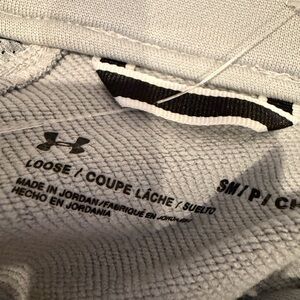 LOOSE / COUPE LÂCHE / SUELTO
SM / P / CH
MADE IN JORDAN / FABRIQUÉ EN JORDANIE
HECHO EN JORDANIA